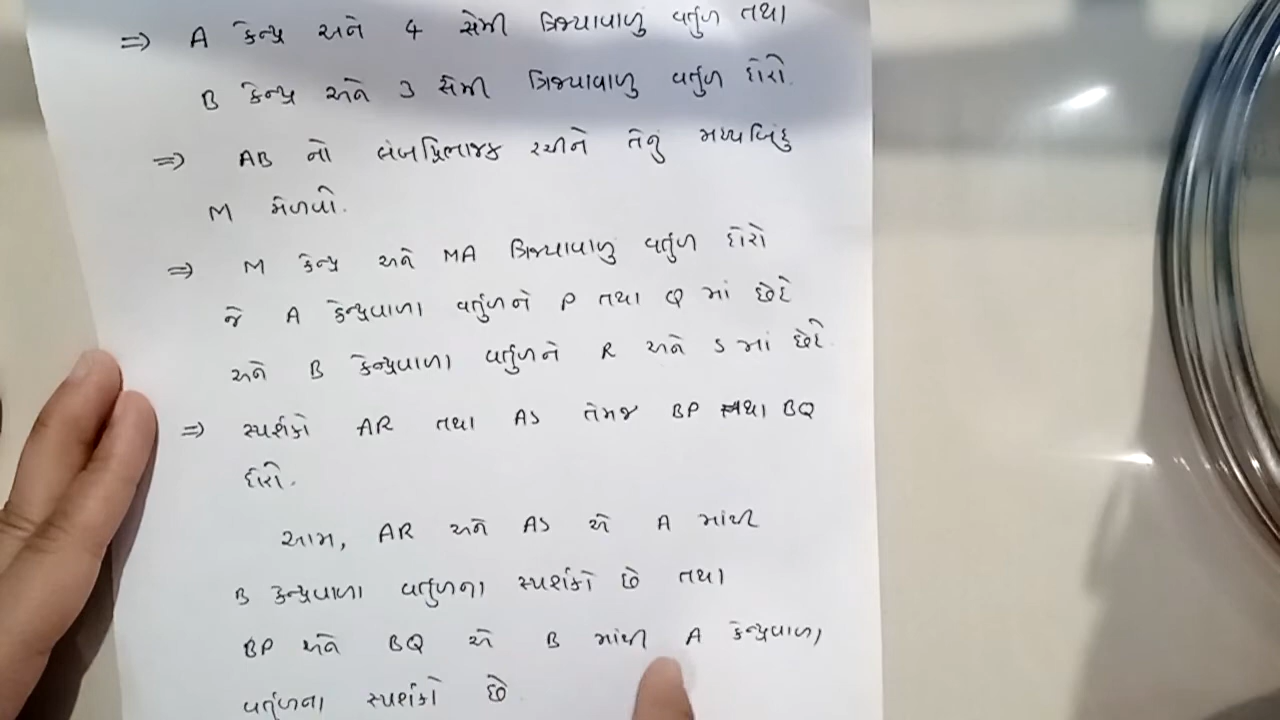 ⇒ A કેન્દ્ર અને 4 સેમી ત્રિજ્યાવાળુ વર્તુળ તથા
B કેન્દ્ર અને 3 સેમી ત્રિજ્યાવાળુ વર્તુળ દોરો.
⇒ AB નો લંબદ્વિભાજક રચીને તેનું મધ્યબિંદુ
M મેળવો.
⇒ M કેન્દ્ર અને MA ત્રિજ્યાવાળુ વર્તુળ દોરો
જે A કેન્દ્રવાળા વર્તુળને P તથા Q માં છેદે
અને B કેન્દ્રવાળા વર્તુળને R અને S માં છેદે.
⇒ સ્પર્શકો AR તથા AS તેમજ BP તથા BQ
દોરો.
આમ, AR અને AS એ A માંથી
B કેન્દ્રવાળા વર્તુળના સ્પર્શકો છે તથા
BP અને BQ એ B માંથી A કેન્દ્રવાળા
વર્તુળના સ્પર્શકો છે